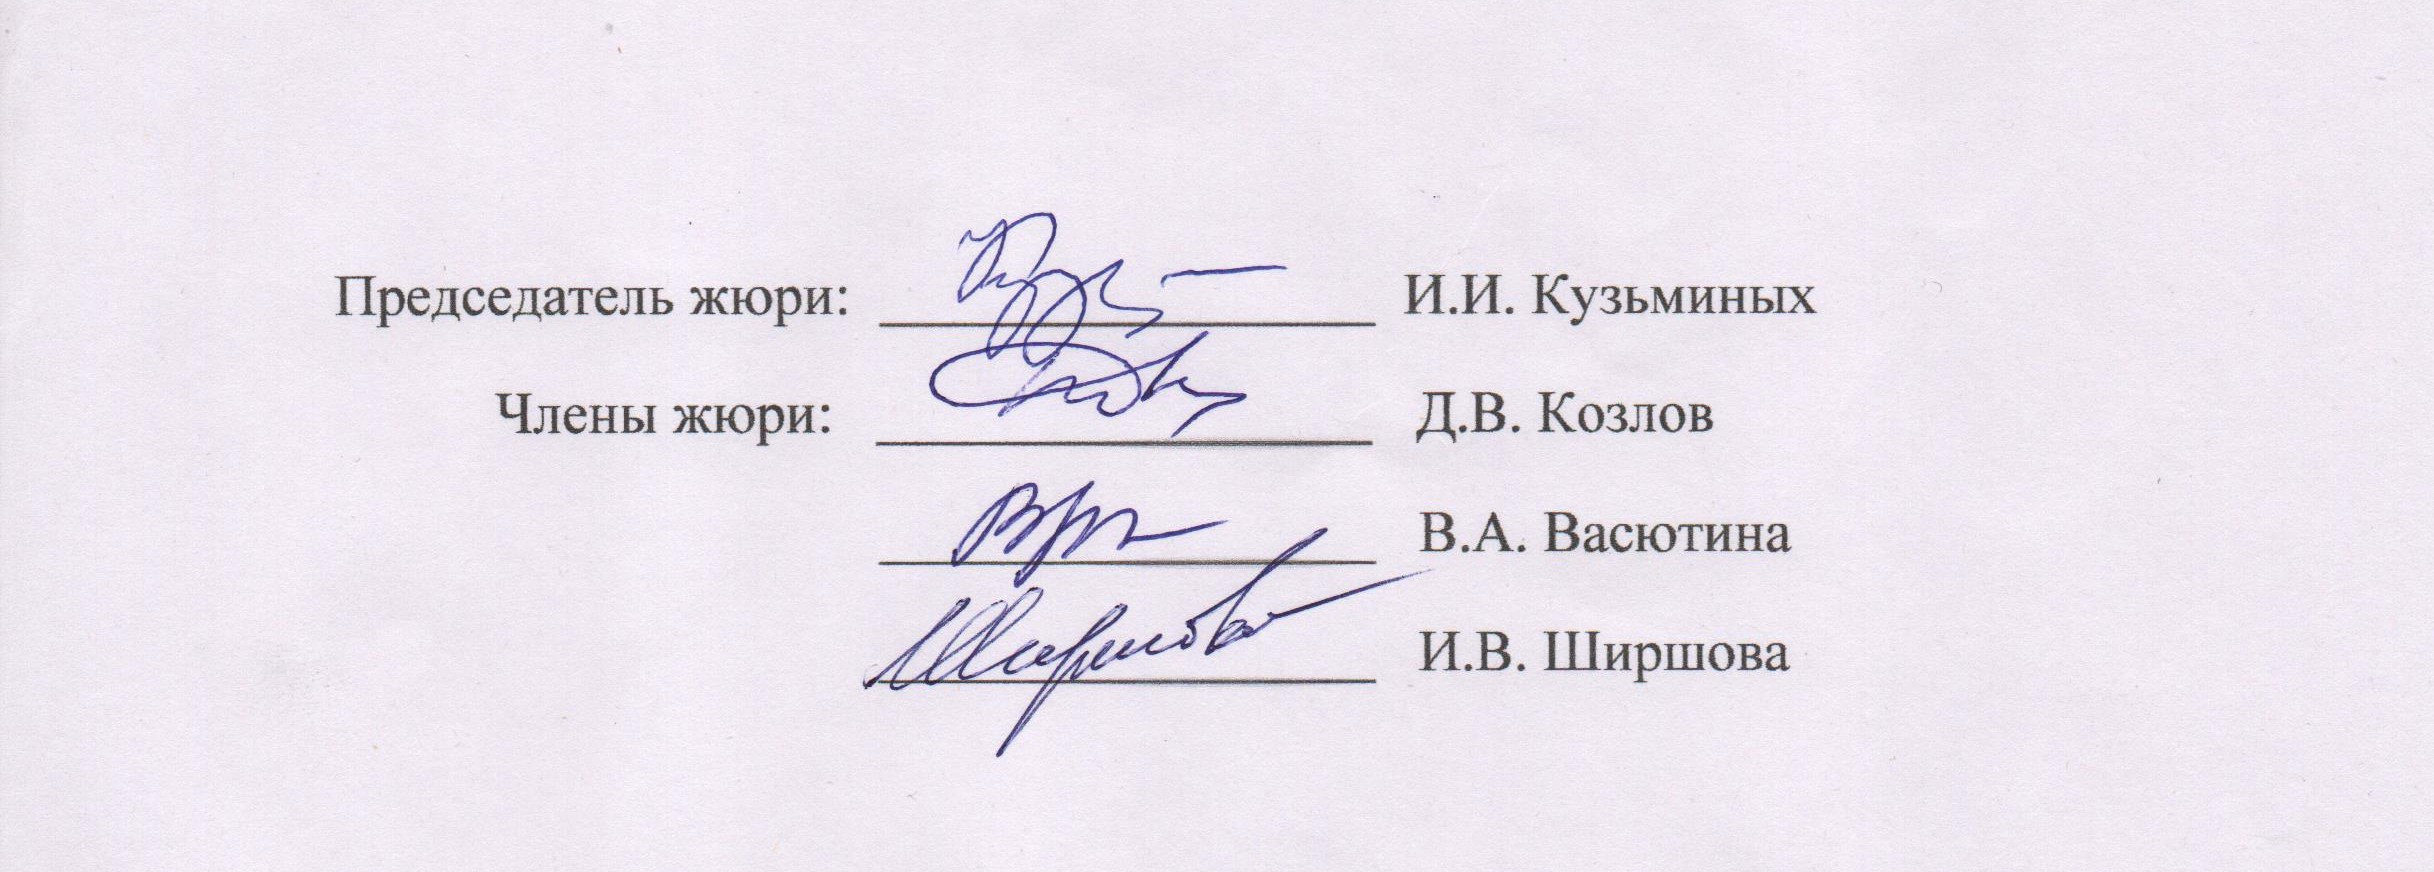 Председатель жюри: И.И. Кузьминых
Члены жюри: Д.В. Козлов
В.А. Васютина
И.В. Ширшова